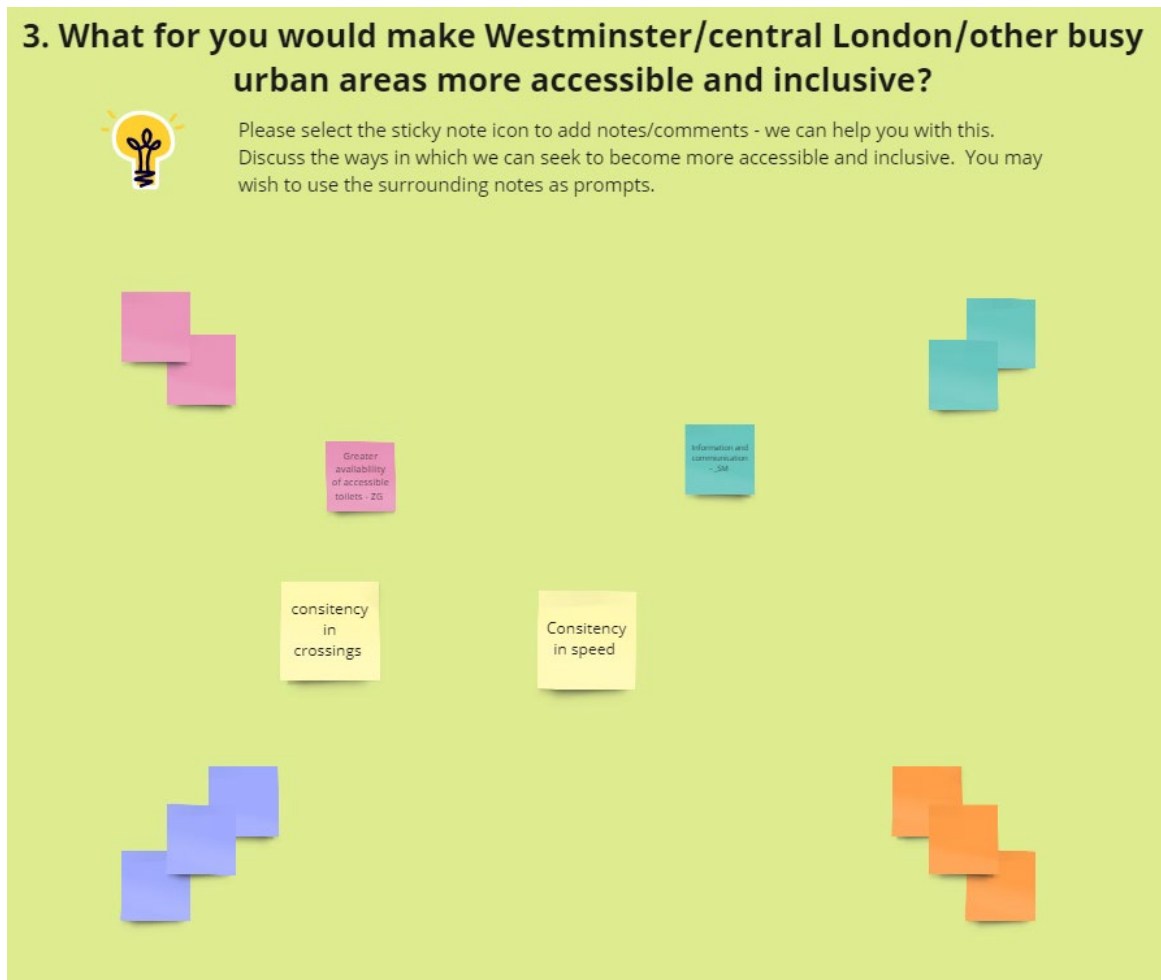 3. What for you would make Westminster/central London/other busy
urban areas more accessible and inclusive?
Please select the sticky note icon to add notes/comments - we can help you with this.
Discuss the ways in which we can seek to become more accessible and inclusive.  You may
wish to use the surrounding notes as prompts.
Greater
availability
of accessible
toilets - ZG
Information and
communication
- _SM
consitency
in
crossings
Consitency
in speed